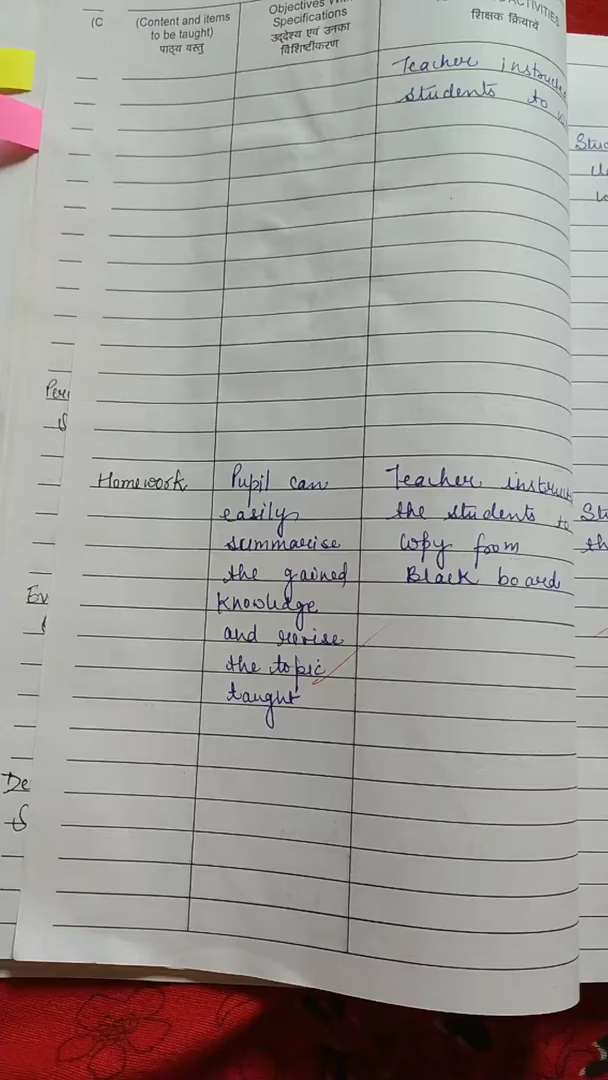 (C
(Content and items
to be taught)
पाठ्य वस्तु
Objectives
Specifications
उद्देश्य एवं उनका
विशिष्टीकरण
ACTIVITIES
शिक्षक क्रियायें
Teacher
students to
Homework
Pupil can
easily
summarise
the gained
knowledge
and revise
the topic
taught
Teacher
the students to
copy from
Black board